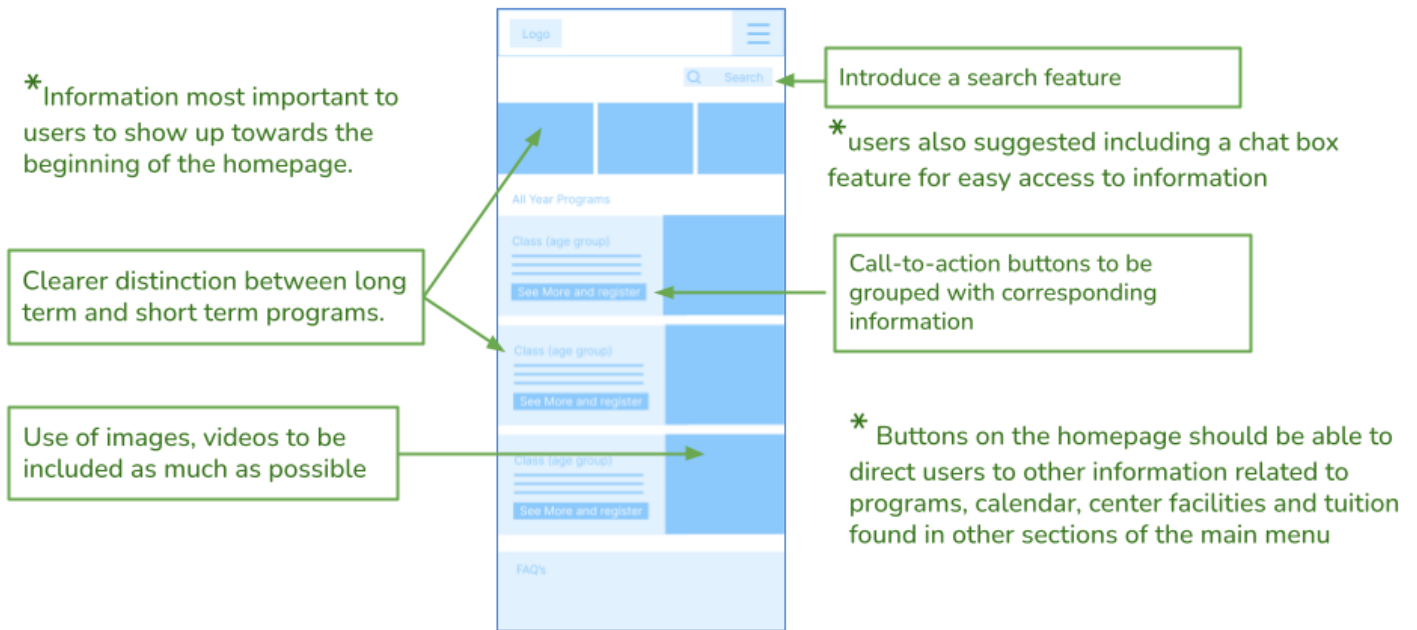 *Information most important to
users to show up towards the
beginning of the homepage.
Clearer distinction between long
term and short term programs.
Use of images, videos to be
included as much as possible
Logo
Search
All Year Programs
Class (age group)
See More and register
Class (age group)
See More and register
Class (age group)
See More and register
FAQ's
Introduce a search feature
*users also suggested including a chat box
feature for easy access to information
Call-to-action buttons to be
grouped with corresponding
information
* Buttons on the homepage should be able to
direct users to other information related to
programs, calendar, center facilities and tuition
found in other sections of the main menu